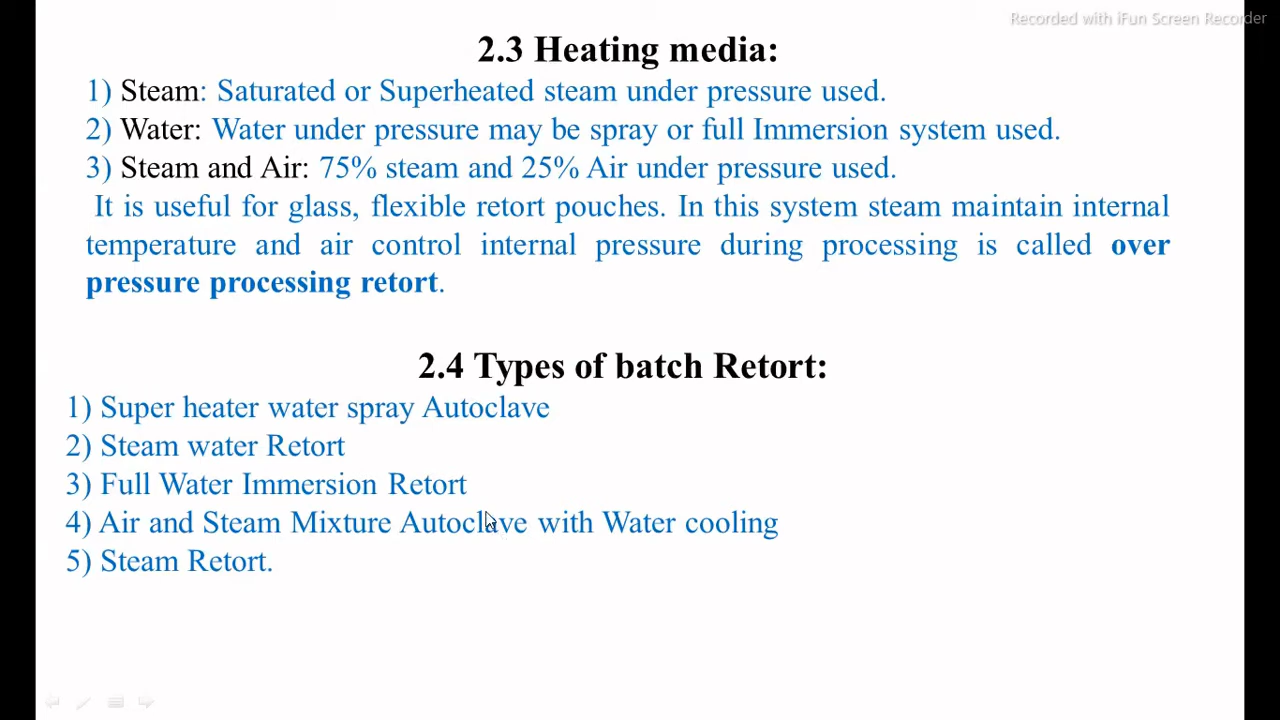 Recorded with iFun Screen Recorder
2.3 Heating media:
1) Steam: Saturated or Superheated steam under pressure used.
2) Water: Water under pressure may be spray or full Immersion system used.
3) Steam and Air: 75% steam and 25% Air under pressure used.
It is useful for glass, flexible retort pouches. In this system steam maintain internal
temperature and air control internal pressure during processing is called over
pressure processing retort.
2.4 Types of batch Retort:
1) Super heater water spray Autoclave
2) Steam water Retort
3) Full Water Immersion Retort
4) Air and Steam Mixture Autoclave with Water cooling
5) Steam Retort.